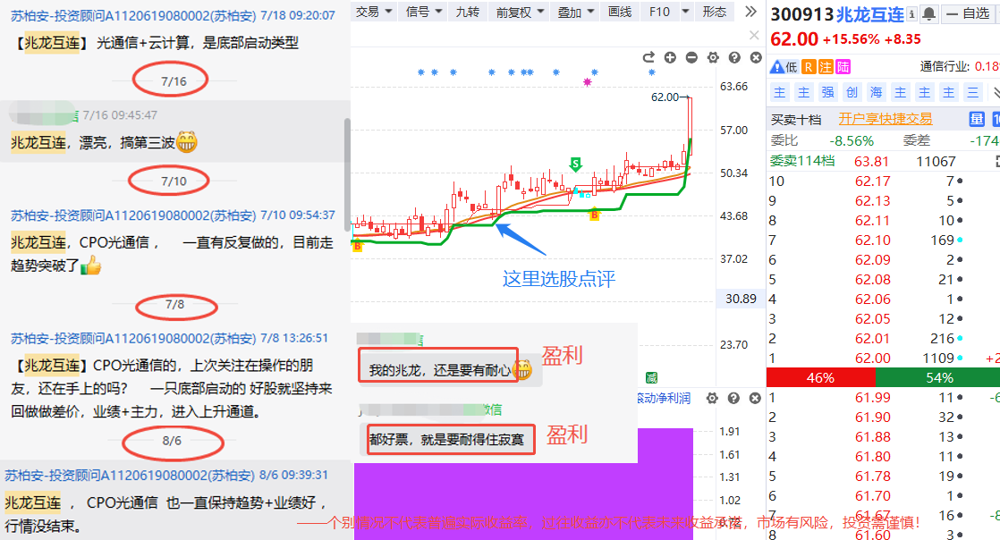 苏柏安-投资顾问A1120619080002(苏柏安) 7/18 09:20:07
【兆龙互连】 光通信+云计算，是底部启动类型
7/16
信 7/16 09:45:47
兆龙互连，漂亮，搞第三波
7/10
苏柏安-投资顾问A1120619080002(苏柏安) 7/10 09:54:37
兆龙互连，CPO光通信， 一直有反复做的，目前走
趋势突破了
7/8
苏柏安-投资顾问A1120619080002(苏柏安) 7/8 13:26:51
【兆龙互连】CPO光通信的，上次关注在操作的朋
友，还在手上的吗？ 一只底部启动的 好股就坚持来
回做做差价，业绩+主力，进入上升通道。
8/6
苏柏安-投资顾问A1120619080002(苏柏安) 8/6 09:39:31
兆龙互连 ， CPO光通信 也一直保持趋势+业绩好，
行情没结束。
交易 信号 九转 前复权 叠加 画线 F10 形态
62.00
63.66
57.00
50.34
43.68
37.02
30.89
23.70
S
B
B
这里选股点评
减
信
我的兆龙，还是要有耐心
盈利
微信
都好票，就是要耐得住寂寞
盈利
滚动净利润
1.91
1.61
1.31
1.02
0.72
300913 兆龙互连 自选
62.00 +15.56% +8.35
低 R 注 陆 通信行业: 0.18
主 主 强 创 海 主 主 主 三
买卖十档 开户享快捷交易
委比 -8.56% 委差 -174
委卖114档 63.81 11067
10 62.17 7
9 62.13 5
8 62.11 10
7 62.10 169
6 62.09 2
5 62.08 21
4 62.06 1
3 62.05 12
2 62.01 216
1 62.00 1109 +2
46% 54%
1 61.99 11 -6
2 61.90 32
3 61.88 13
4 61.80 11
5 61.78 19
6 61.70 1
7 61.67 16 -8
8 61.60 3
——个别情况不代表普遍实际收益率，过往收益亦不代表未来收益承诺，市场有风险，投资需谨慎！